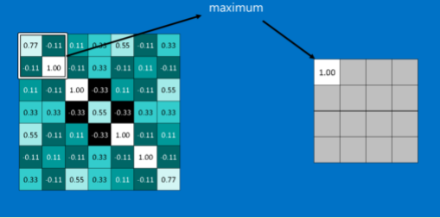 maximum
0.77 -0.11 0.11 0.33 0.55 -0.11 0.33
-0.11 1.00 -0.11 0.33 -0.11 0.11 -0.11
0.11 -0.11 1.00 -0.33 0.11 -0.11 0.55
0.33 0.33 -0.33 0.55 -0.33 0.33 0.33
0.55 -0.11 0.11 -0.33 1.00 -0.11 0.11
-0.11 0.11 -0.11 0.33 -0.11 1.00 -0.11
0.33 -0.11 0.55 0.33 0.11 -0.11 0.77
1.00